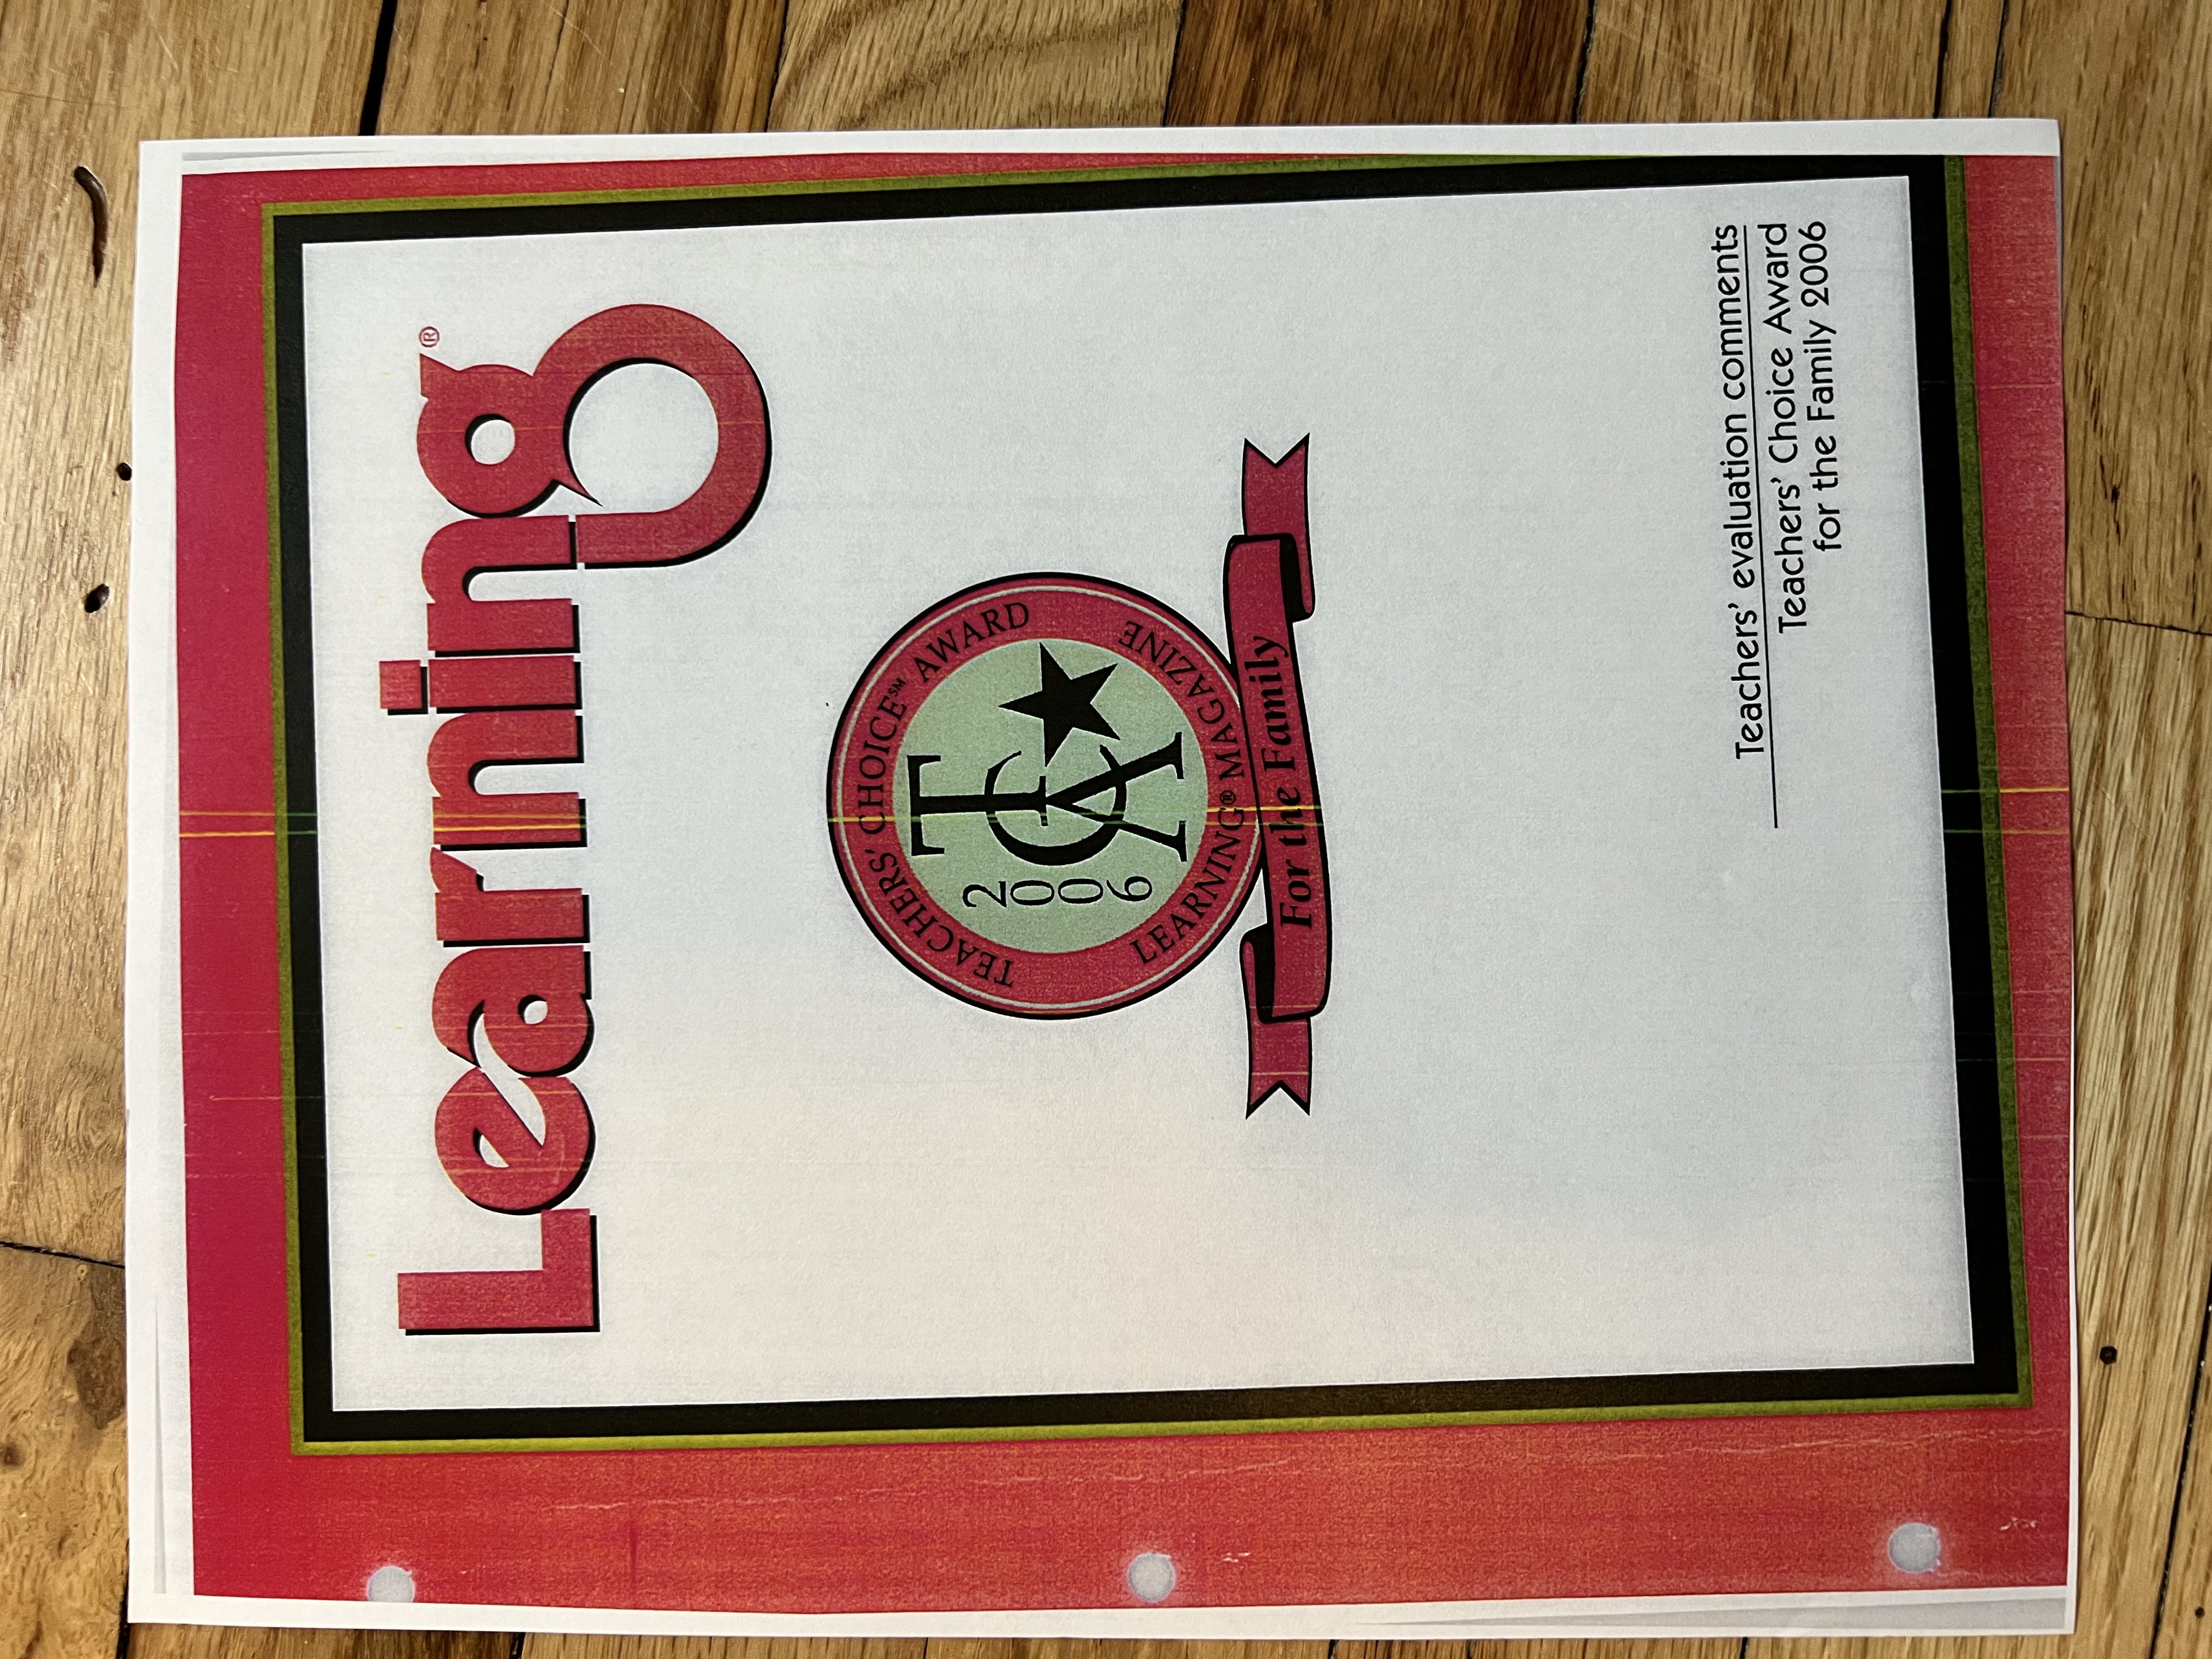 Learning®
TEACHERS' CHOICE℠ AWARD
2006
TCA
LEARNING® MAGAZINE
For the Family
Teachers' evaluation comments
Teachers' Choice Award
for the Family 2006